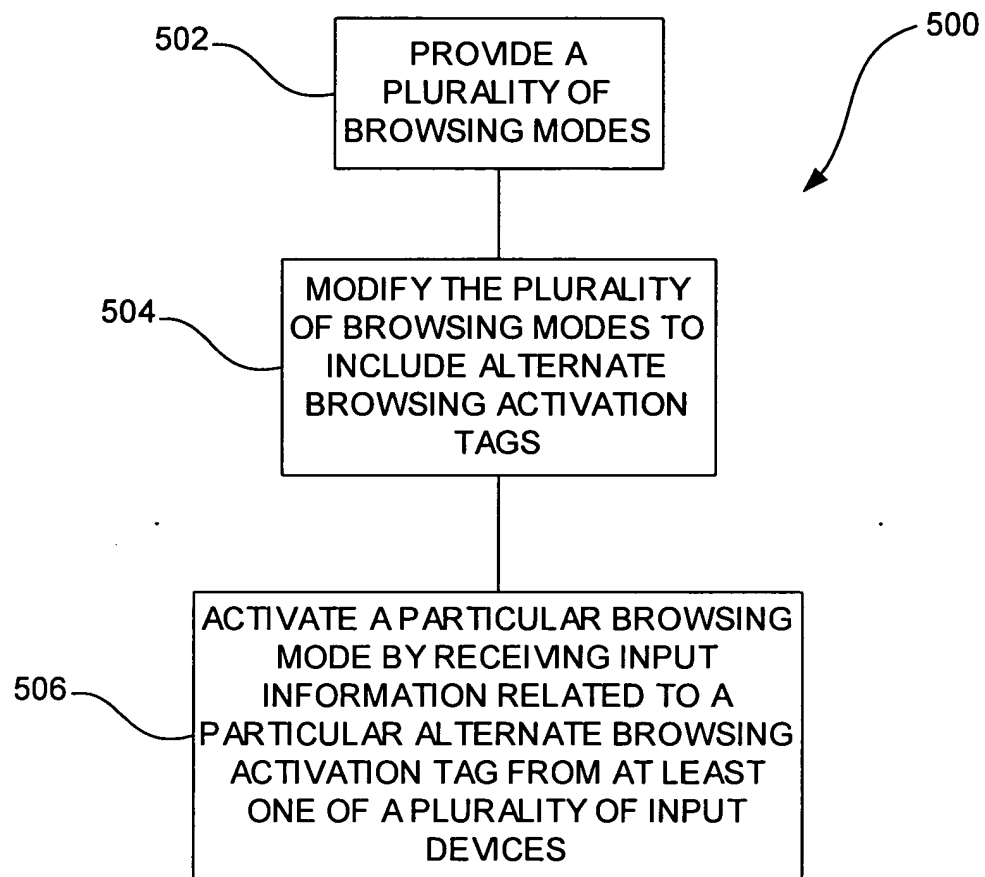 500
502
PROVIDE A
PLURALITY OF
BROWSING MODES
504
MODIFY THE PLURALITY
OF BROWSING MODES TO
INCLUDE ALTERNATE
BROWSING ACTIVATION
TAGS
506
ACTIVATE A PARTICULAR BROWSING
MODE BY RECEIVING INPUT
INFORMATION RELATED TO A
PARTICULAR ALTERNATE BROWSING
ACTIVATION TAG FROM AT LEAST
ONE OF A PLURALITY OF INPUT
DEVICES